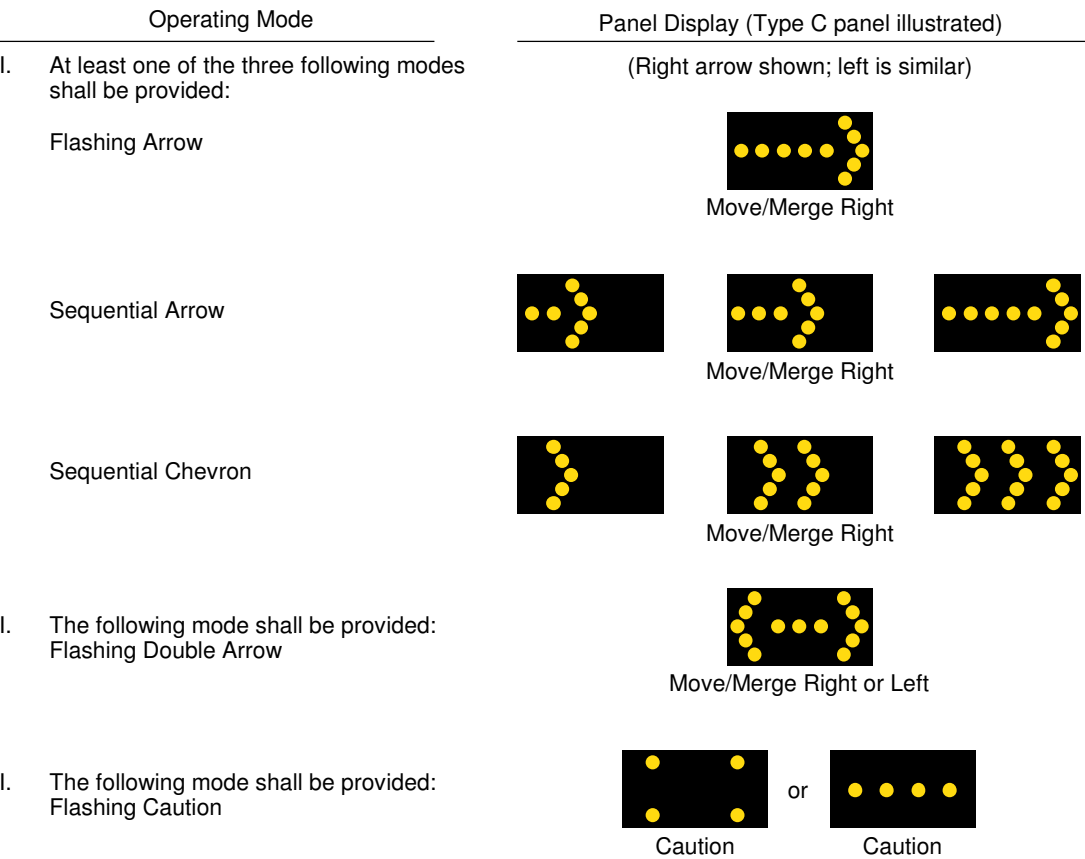 Operating Mode
Panel Display (Type C panel illustrated)
I. At least one of the three following modes
shall be provided:
(Right arrow shown; left is similar)
Flashing Arrow
Move/Merge Right
Sequential Arrow
Move/Merge Right
Sequential Chevron
Move/Merge Right
I. The following mode shall be provided:
Flashing Double Arrow
Move/Merge Right or Left
I. The following mode shall be provided:
Flashing Caution
or
Caution Caution